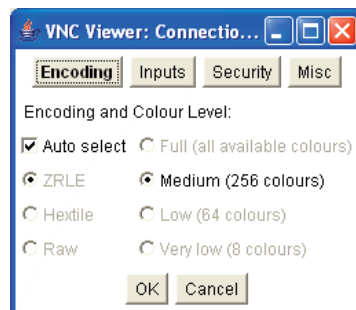 VNC Viewer: Connectio...
Encoding Inputs Security Misc
Encoding and Colour Level:
Auto select Full (all available colours)
ZRLE Medium (256 colours)
Hextile Low (64 colours)
Raw Very low (8 colours)
OK Cancel